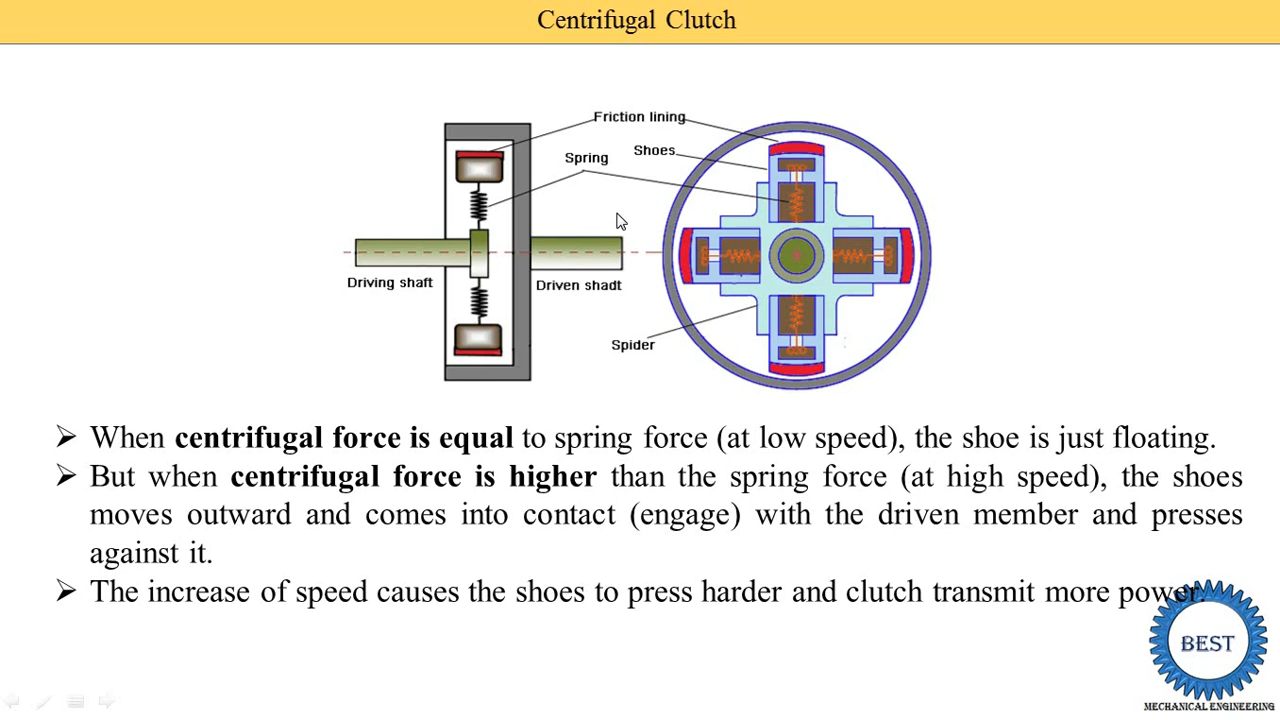 Centrifugal Clutch
Friction lining
Spring
Shoes
Driving shaft
Driven shadt
Spider
➢ When centrifugal force is equal to spring force (at low speed), the shoe is just floating.
➢ But when centrifugal force is higher than the spring force (at high speed), the shoes
moves outward and comes into contact (engage) with the driven member and presses
against it.
➢ The increase of speed causes the shoes to press harder and clutch transmit more power.
BEST
MECHANICAL ENGINEERING